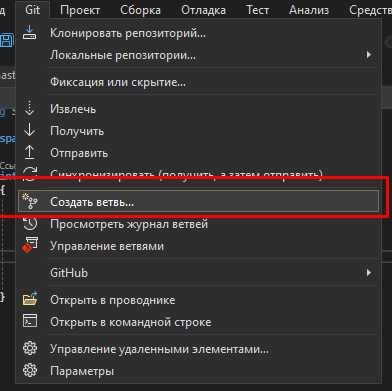 Git Проект Сборка Отладка Тест Анализ Средств
Клонировать репозиторий...
Локальные репозитории...
Фиксация или скрытие...
Извлечь
Получить
Отправить
Синхронизировать (получить, а затем отправить)
Создать ветвь...
Просмотреть журнал ветвей
Управление ветвями
GitHub
Открыть в проводнике
Открыть в командной строке
Управление удаленными элементами...
Параметры